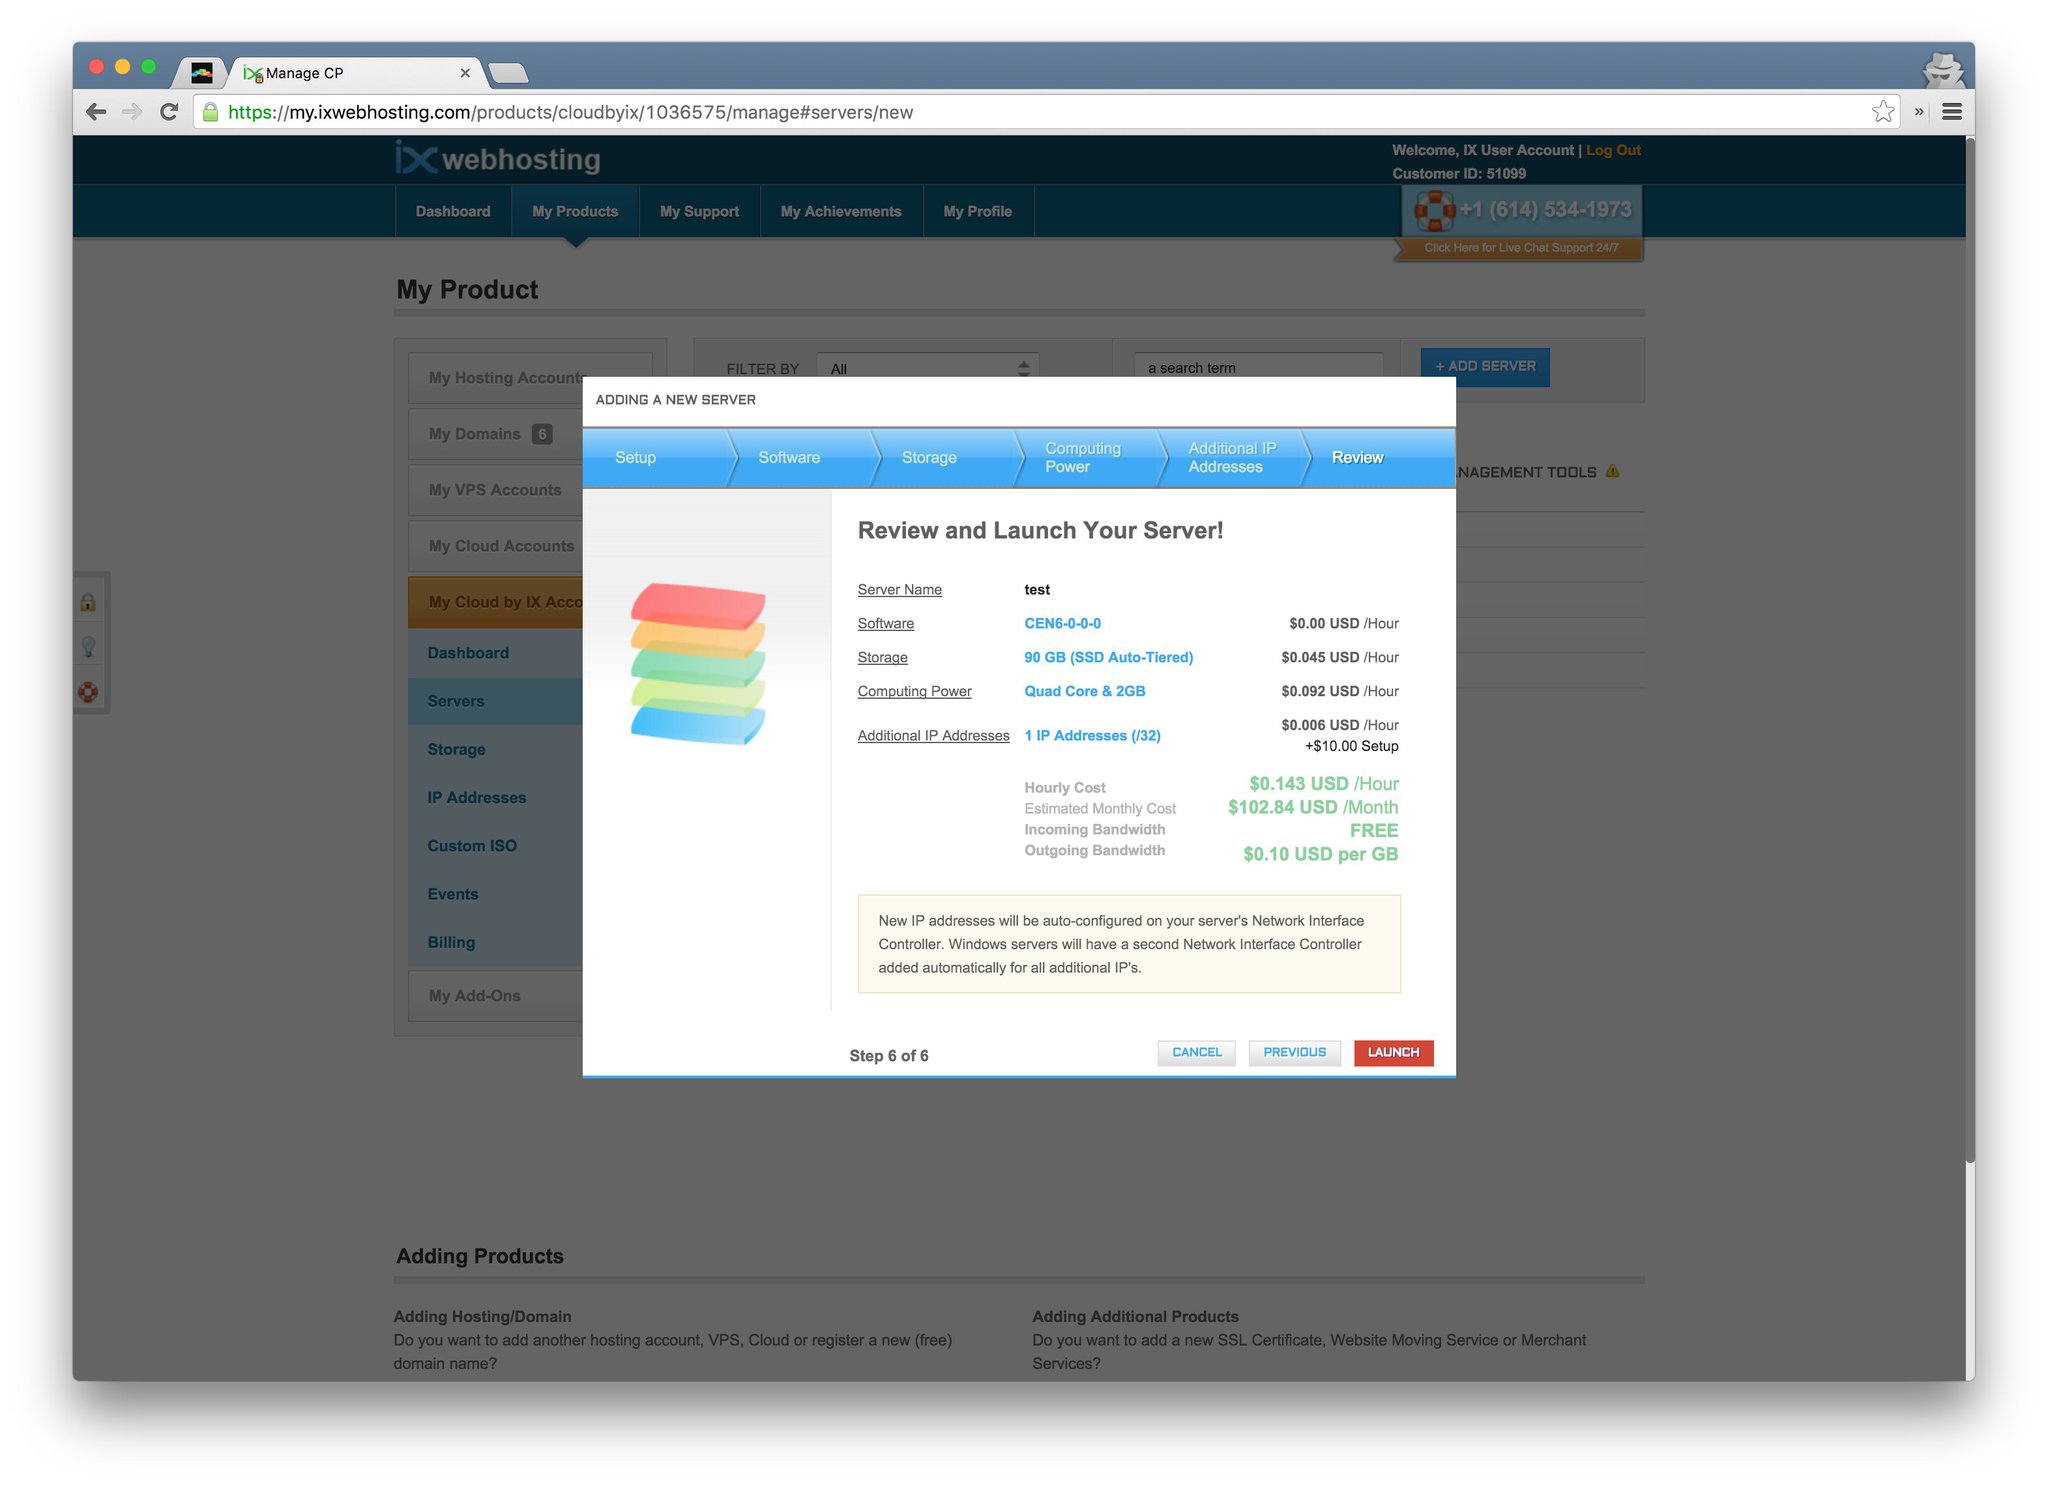 Manage CP
https://my.ixwebhosting.com/products/cloudbyix/1036575/manage#servers/new
ix webhosting
Welcome, IX User Account | Log Out
Customer ID: 51099
Dashboard
My Products
My Support
My Achievements
My Profile
+1 (614) 534-1973
Click Here for Live Chat Support 24/7
My Product
My Hosting Accounts
My Domains 6
My VPS Accounts
My Cloud Accounts
My Cloud by IX Acco
Dashboard
Servers
Storage
IP Addresses
Custom ISO
Events
Billing
My Add-Ons
FILTER BY All
a search term
+ ADD SERVER
NAGEMENT TOOLS
ADDING A NEW SERVER
Setup
Software
Storage
Computing
Power
Additional IP
Addresses
Review
Review and Launch Your Server!
Server Name test
Software CEN6-0-0-0 $0.00 USD /Hour
Storage 90 GB (SSD Auto-Tiered) $0.045 USD /Hour
Computing Power Quad Core & 2GB $0.092 USD /Hour
Additional IP Addresses 1 IP Addresses (/32) $0.006 USD /Hour
+$10.00 Setup
Hourly Cost $0.143 USD /Hour
Estimated Monthly Cost $102.84 USD /Month
Incoming Bandwidth FREE
Outgoing Bandwidth $0.10 USD per GB
New IP addresses will be auto-configured on your server's Network Interface
Controller. Windows servers will have a second Network Interface Controller
added automatically for all additional IP's.
Step 6 of 6
CANCEL
PREVIOUS
LAUNCH
Adding Products
Adding Hosting/Domain
Do you want to add another hosting account, VPS, Cloud or register a new (free)
domain name?
Adding Additional Products
Do you want to add a new SSL Certificate, Website Moving Service or Merchant
Services?